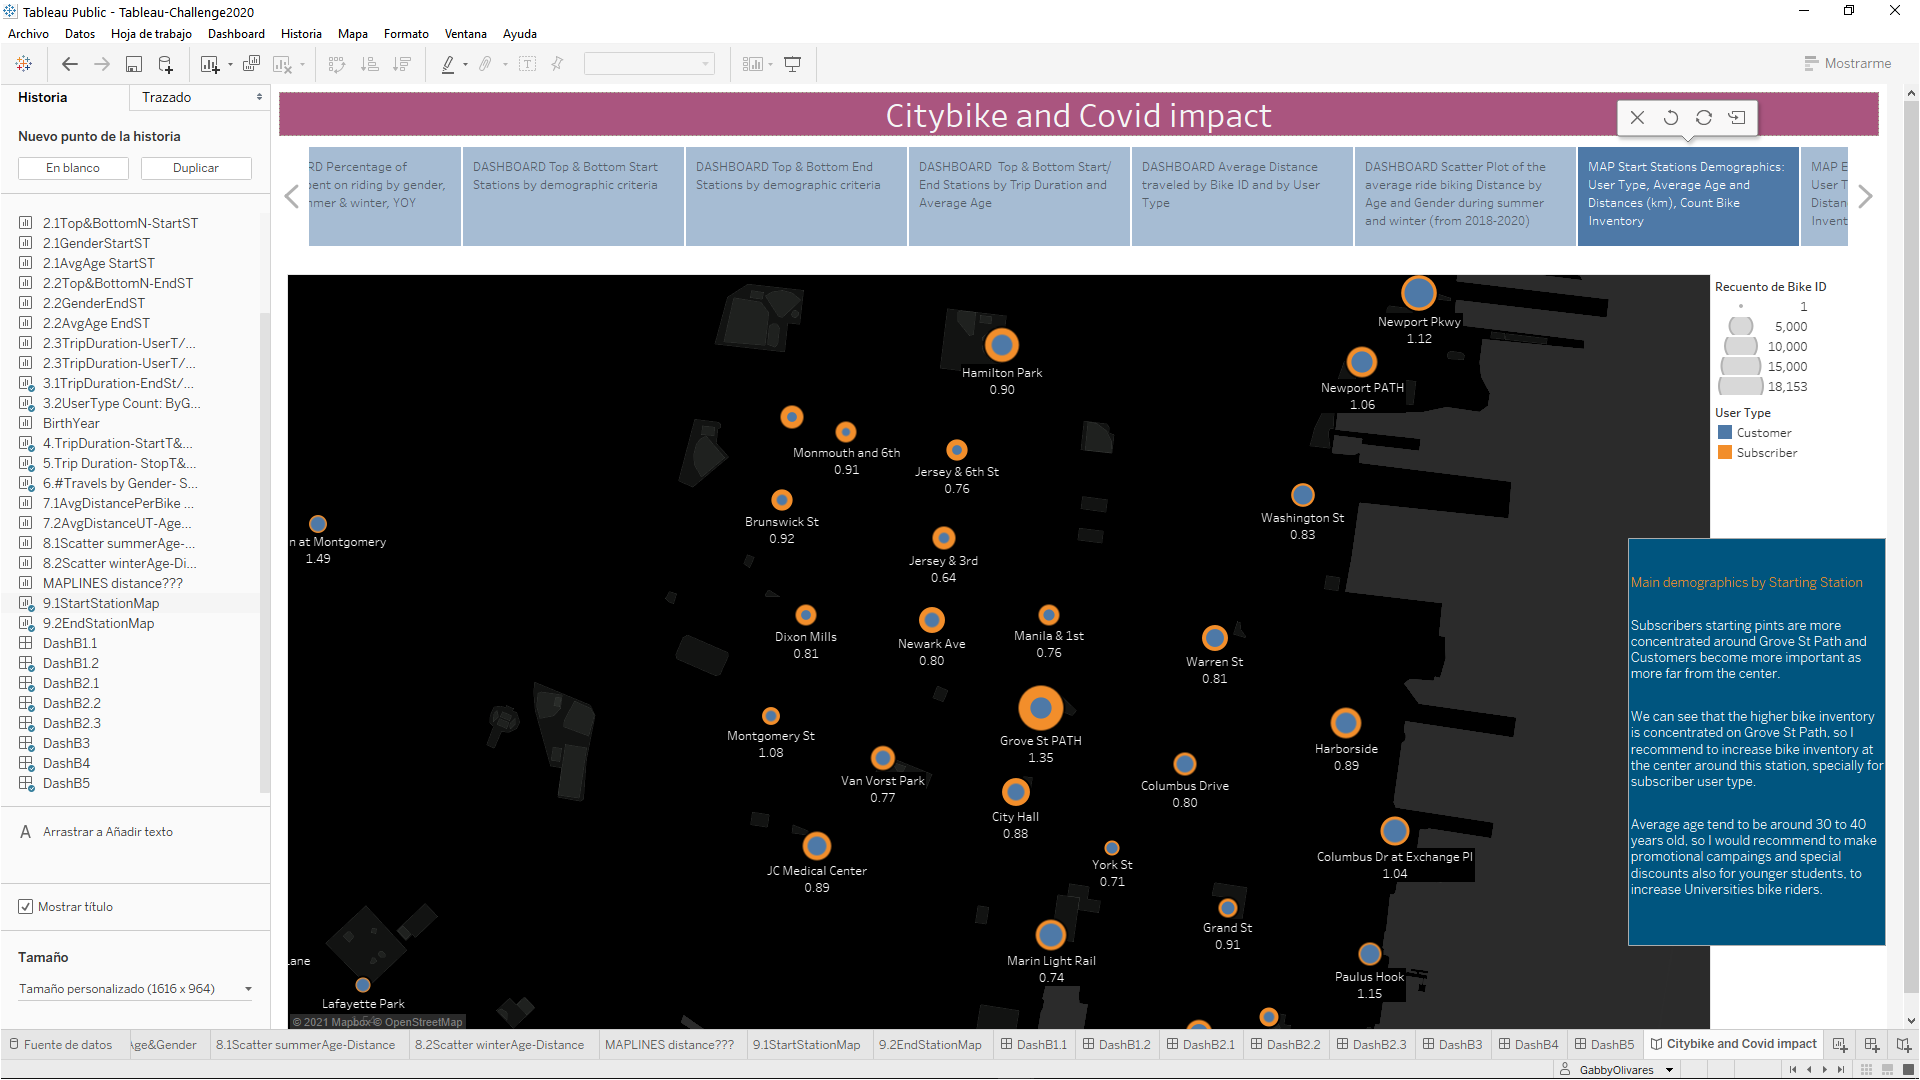 Tableau Public - Tableau-Challenge2020
Archivo Datos Hoja de trabajo Dashboard Historia Mapa Formato Ventana Ayuda
Mostrarme
Historia Trazado
Nuevo punto de la historia
En blanco Duplicar
2.1Top&BottomN-StartST
2.1GenderStartST
2.1AvgAge StartST
2.2Top&BottomN-EndST
2.2GenderEndST
2.2AvgAge EndST
2.3TripDuration-UserT/...
2.3TripDuration-UserT/...
3.1TripDuration-EndSt/...
3.2UserType Count: ByG...
BirthYear
4.TripDuration-StartT&...
5.Trip Duration- StopT&...
6.#Travels by Gender- S...
7.1AvgDistancePerBike ...
7.2AvgDistanceUT-Age...
8.1Scatter summerAge-...
8.2Scatter winterAge-Di...
MAPLINES distance???
9.1StartStationMap
9.2EndStationMap
DashB1.1
DashB1.2
DashB2.1
DashB2.2
DashB2.3
DashB3
DashB4
DashB5
A Arrastrar a Añadir texto
Mostrar título
Tamaño
Tamaño personalizado (1616 x 964)
Citybike and Covid impact
RD Percentage of
ent on riding by gender,
mer & winter, YOY
DASHBOARD Top & Bottom Start
Stations by demographic criteria
DASHBOARD Top & Bottom End
Stations by demographic criteria
DASHBOARD Top & Bottom Start/
End Stations by Trip Duration and
Average Age
DASHBOARD Average Distance
traveled by Bike ID and by User
Type
DASHBOARD Scatter Plot of the
average ride biking Distance by
Age and Gender during summer
and winter (from 2018-2020)
MAP Start Stations Demographics:
User Type, Average Age and
Distances (km), Count Bike
Inventory
MAP E
User T
Distan
Invent
Newport Pkwy
1.12
Hamilton Park
0.90
Newport PATH
1.06
Monmouth and 6th
0.91
Jersey & 6th St
0.76
Brunswick St
0.92
Washington St
0.83
n at Montgomery
1.49
Jersey & 3rd
0.64
Dixon Mills
0.81
Newark Ave
0.80
Manila & 1st
0.76
Warren St
0.81
Montgomery St
1.08
Grove St PATH
1.35
Harborside
0.89
Van Vorst Park
0.77
Columbus Drive
0.80
City Hall
0.88
JC Medical Center
0.89
York St
0.71
Columbus Dr at Exchange Pl
1.04
Grand St
0.91
Marin Light Rail
0.74
Paulus Hook
1.15
Lane
Lafayette Park
© 2021 Mapbox © OpenStreetMap
Recuento de Bike ID
1
5,000
10,000
15,000
18,153
User Type
Customer
Subscriber
Main demographics by Starting Station
Subscribers starting pints are more
concentrated around Grove St Path and
Customers become more important as
more far from the center.
We can see that the higher bike inventory
is concentrated on Grove St Path, so I
recommend to increase bike inventory at
the center around this station, specially for
subscriber user type.
Average age tend to be around 30 to 40
years old, so I would recommend to make
promotional campaings and special
discounts also for younger students, to
increase Universities bike riders.
Fuente de datos Age&Gender 8.1Scatter summerAge-Distance 8.2Scatter winterAge-Distance MAPLINES distance??? 9.1StartStationMap 9.2EndStationMap DashB1.1 DashB1.2 DashB2.1 DashB2.2 DashB2.3 DashB3 DashB4 DashB5 Citybike and Covid impact
GabbyOlivares